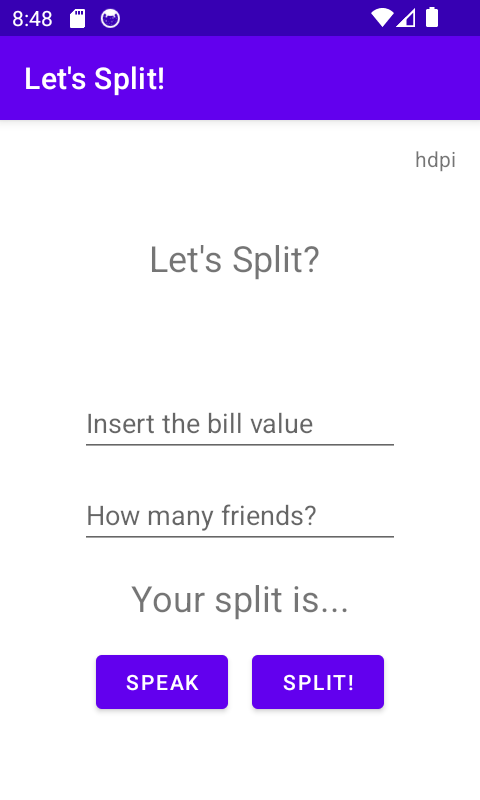 8:48
Let's Split!
hdpi
Let's Split?
Insert the bill value
How many friends?
Your split is...
SPEAK SPLIT!